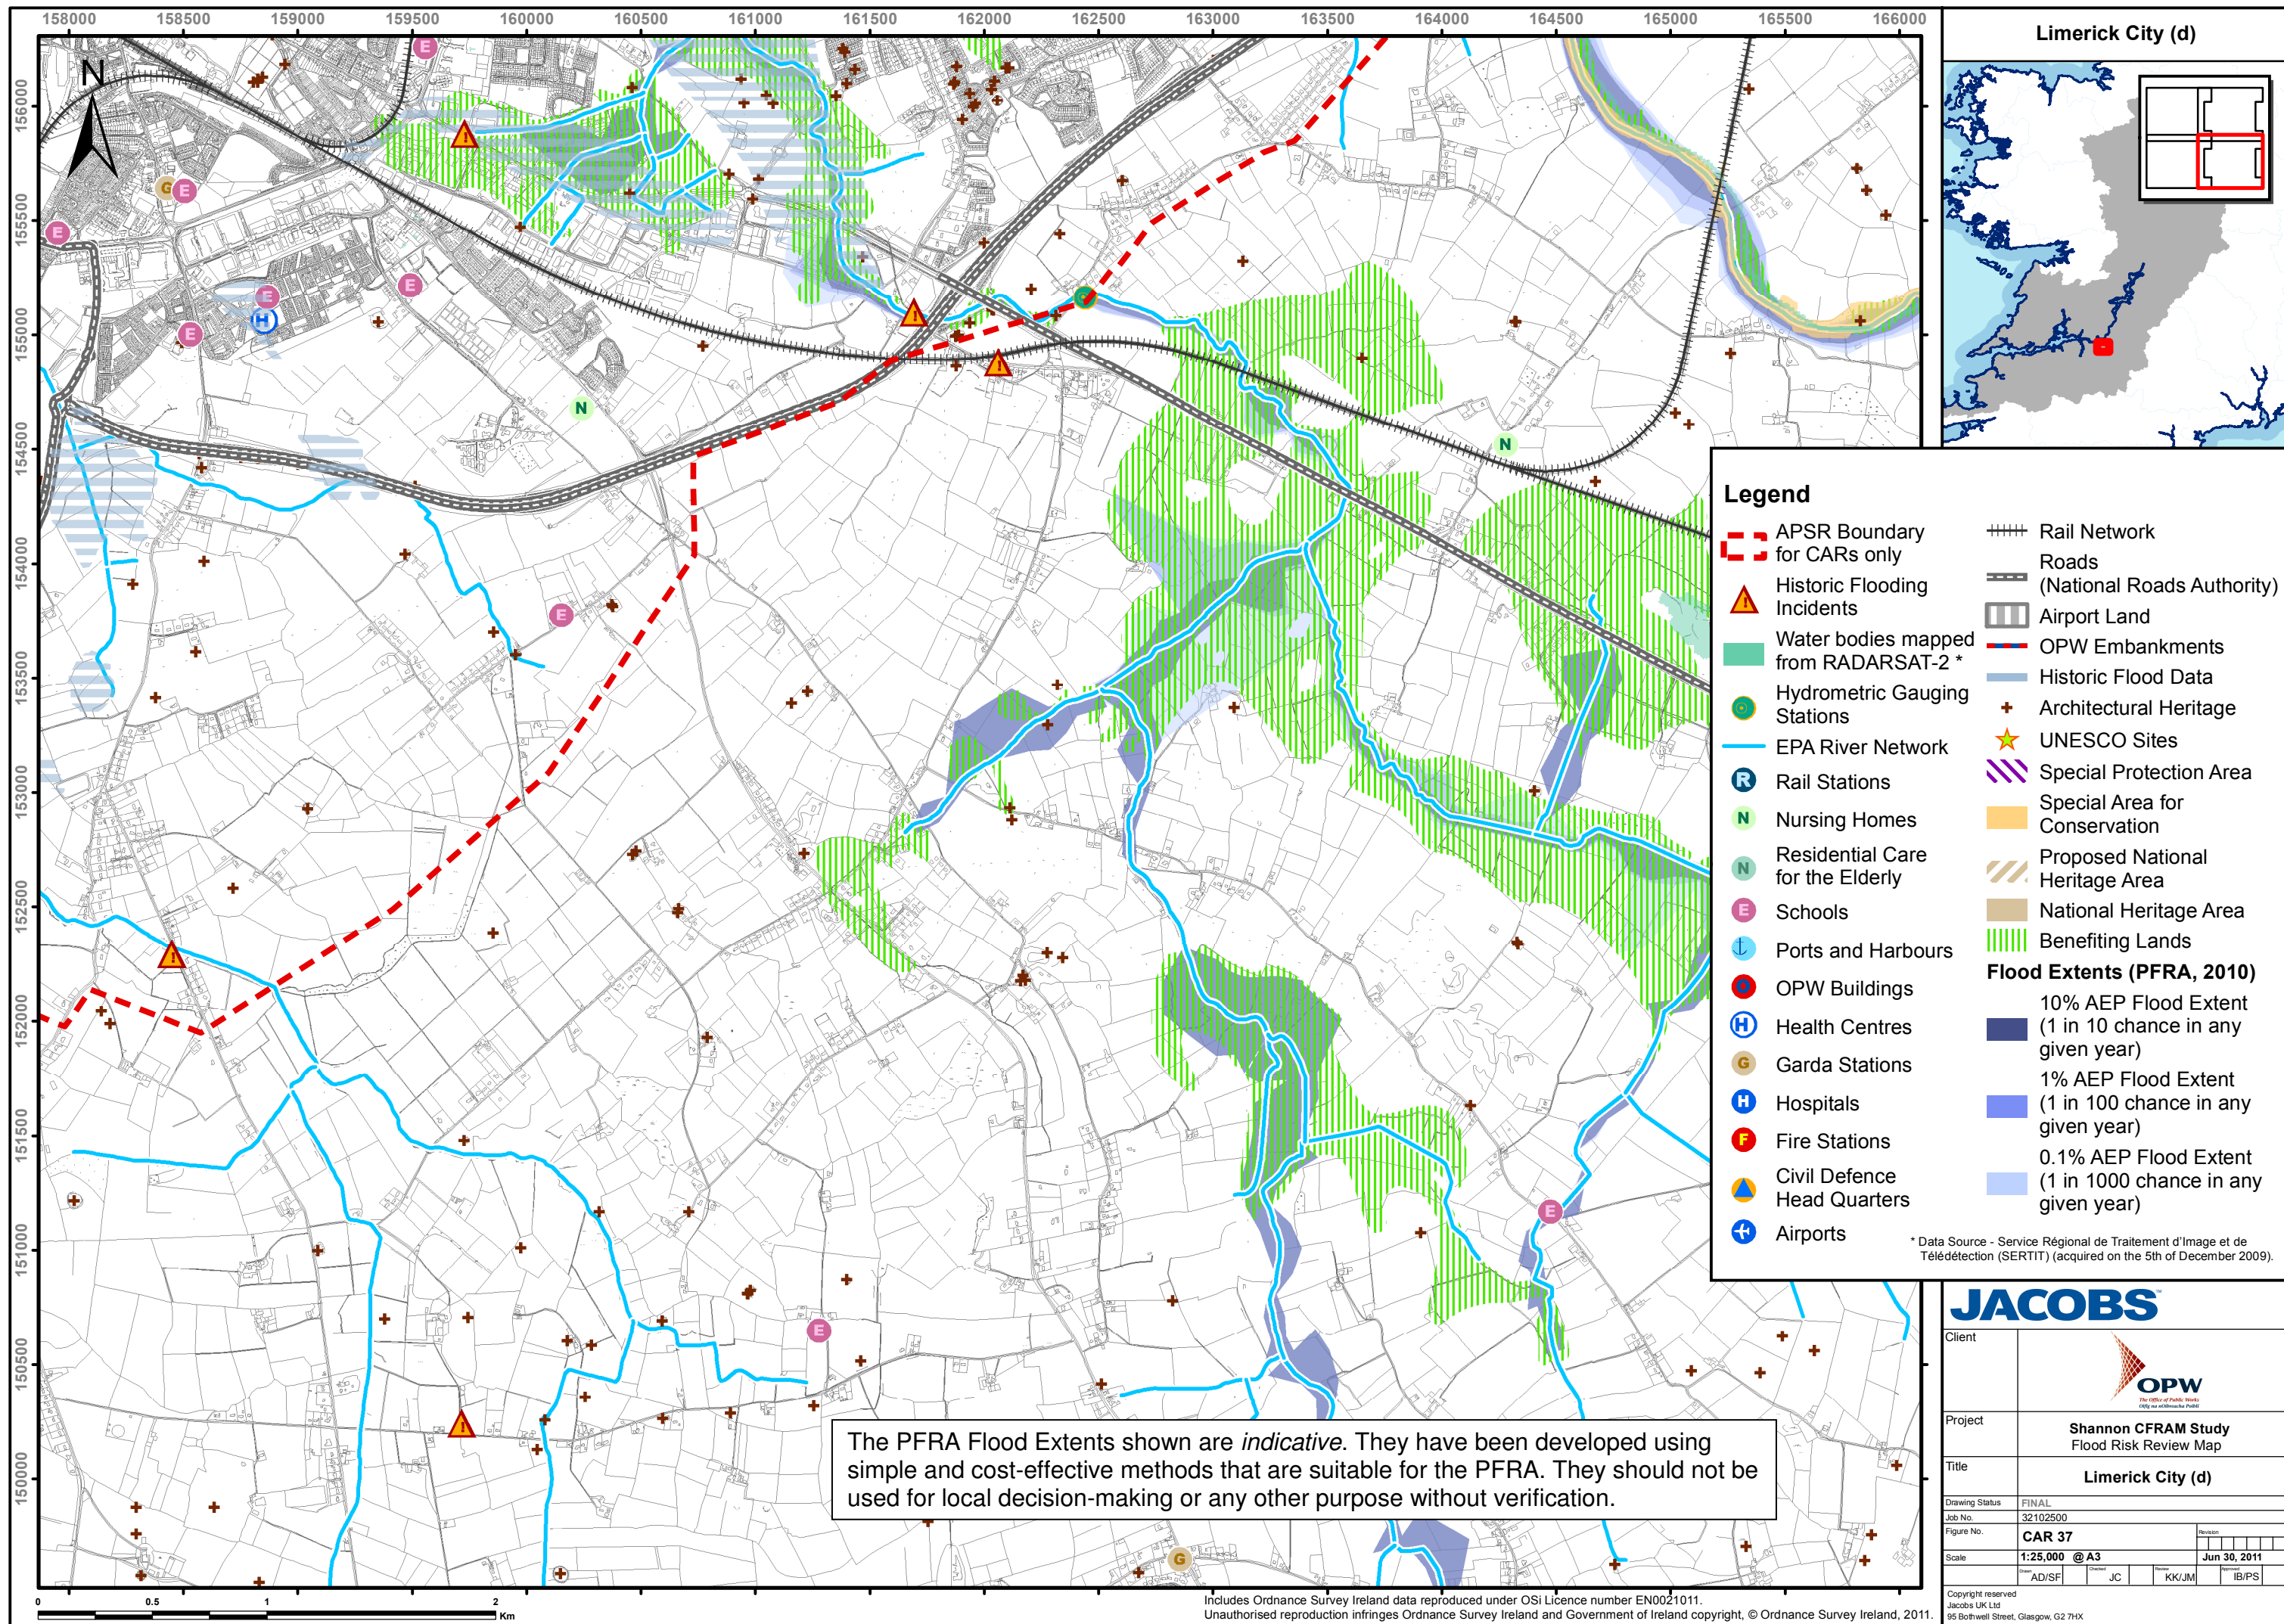 158000 158500 159000 159500 160000 160500 161000 161500 162000 162500 163000 163500 164000 164500 165000 165500 166000
156000
155500
155000
154500
154000
153500
153000
152500
152000
151500
151000
150500
150000
N
Limerick City (d)
Legend
APSR Boundary
for CARs only
Historic Flooding
Incidents
Water bodies mapped
from RADARSAT-2 *
Hydrometric Gauging
Stations
EPA River Network
R Rail Stations
N Nursing Homes
N Residential Care
for the Elderly
E Schools
Ports and Harbours
O OPW Buildings
H Health Centres
G Garda Stations
H Hospitals
F Fire Stations
Civil Defence
Head Quarters
Airports
Rail Network
Roads
(National Roads Authority)
Airport Land
OPW Embankments
Historic Flood Data
Architectural Heritage
UNESCO Sites
Special Protection Area
Special Area for
Conservation
Proposed National
Heritage Area
National Heritage Area
Benefiting Lands
Flood Extents (PFRA, 2010)
10% AEP Flood Extent
(1 in 10 chance in any
given year)
1% AEP Flood Extent
(1 in 100 chance in any
given year)
0.1% AEP Flood Extent
(1 in 1000 chance in any
given year)
* Data Source - Service Régional de Traitement d'Image et de
Télédétection (SERTIT) (acquired on the 5th of December 2009).
The PFRA Flood Extents shown are indicative. They have been developed using
simple and cost-effective methods that are suitable for the PFRA. They should not be
used for local decision-making or any other purpose without verification.
JACOBS™
Client
OPW
The Office of Public Works
Oifig na nOibreacha Poiblí
Project
Shannon CFRAM Study
Flood Risk Review Map
Title
Limerick City (d)
Drawing Status FINAL
Job No. 32102500
Figure No. CAR 37 Revision
Scale 1:25,000 @ A3 Jun 30, 2011
Drawn AD/SF Checked JC Review KK/JM Approved IB/PS
Copyright reserved
Jacobs UK Ltd
95 Bothwell Street, Glasgow, G2 7HX
0 0.5 1 2
Km
Includes Ordnance Survey Ireland data reproduced under OSi Licence number EN0021011.
Unauthorised reproduction infringes Ordnance Survey Ireland and Government of Ireland copyright, © Ordnance Survey Ireland, 2011.